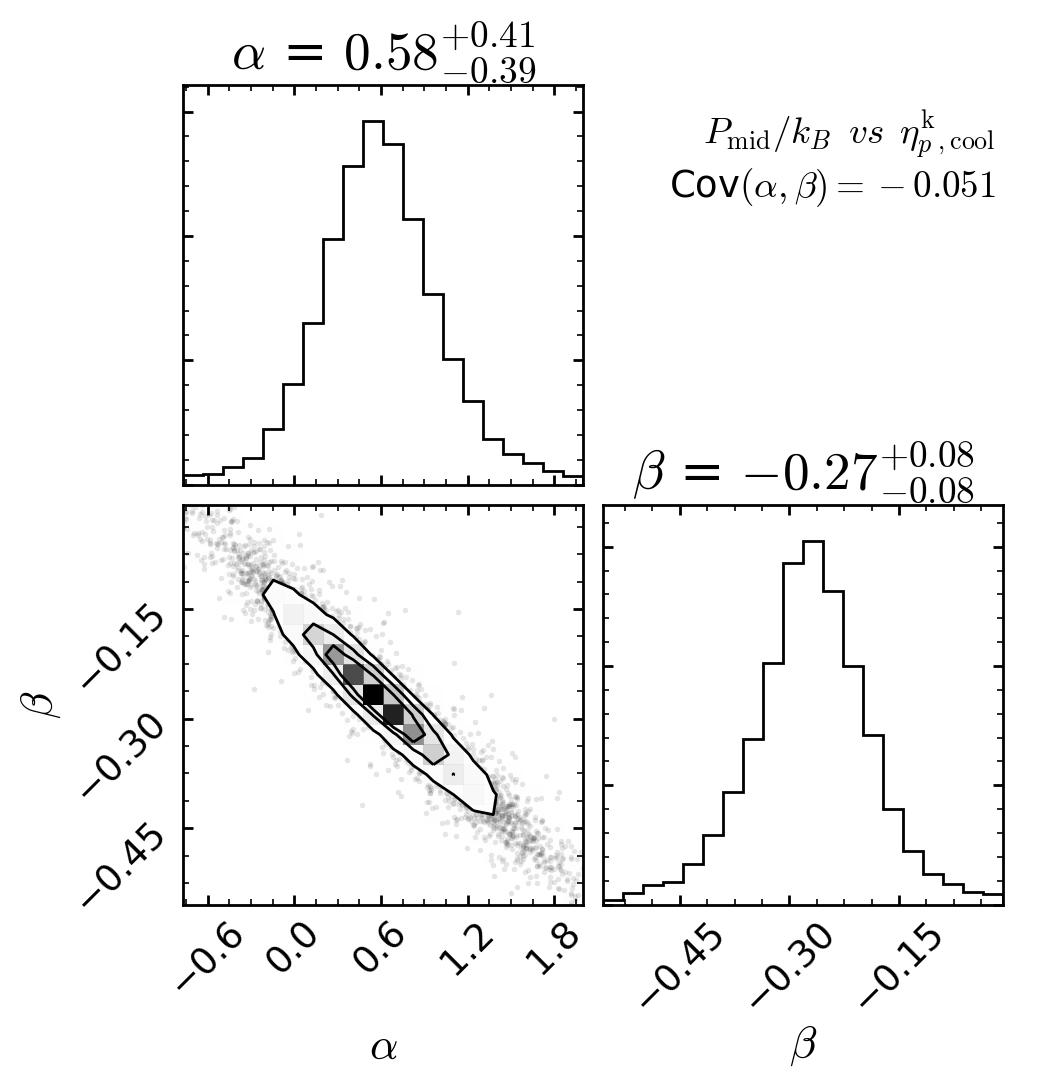 α = 0.58^{+0.41}_{-0.39}
P_{mid}/k_B vs η^{k}_{p, cool}
Cov(α, β) = −0.051
β = −0.27^{+0.08}_{-0.08}
β
−0.15
−0.30
−0.45
−0.6 0.0 0.6 1.2 1.8
−0.45 −0.30 −0.15
α
β